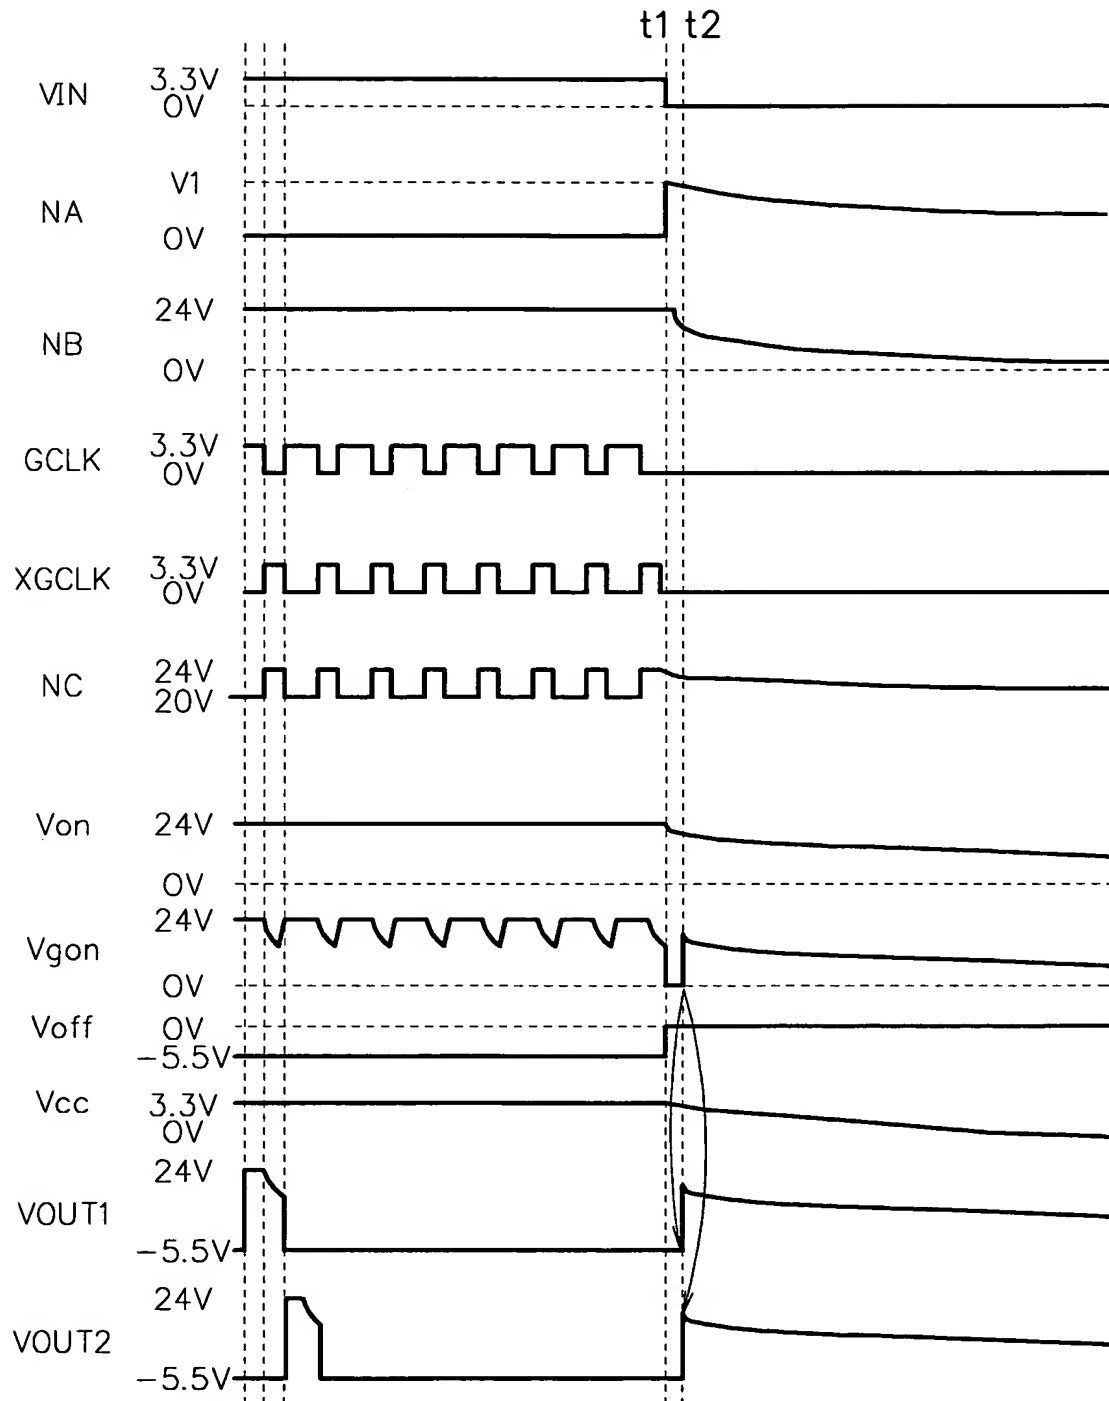 t1 t2
VIN 3.3V
0V
NA V1
0V
NB 24V
0V
GCLK 3.3V
0V
XGCLK 3.3V
0V
NC 24V
20V
Von 24V
0V
Vgon 24V
0V
Voff 0V
-5.5V
Vcc 3.3V
0V
VOUT1 24V
-5.5V
VOUT2 24V
-5.5V